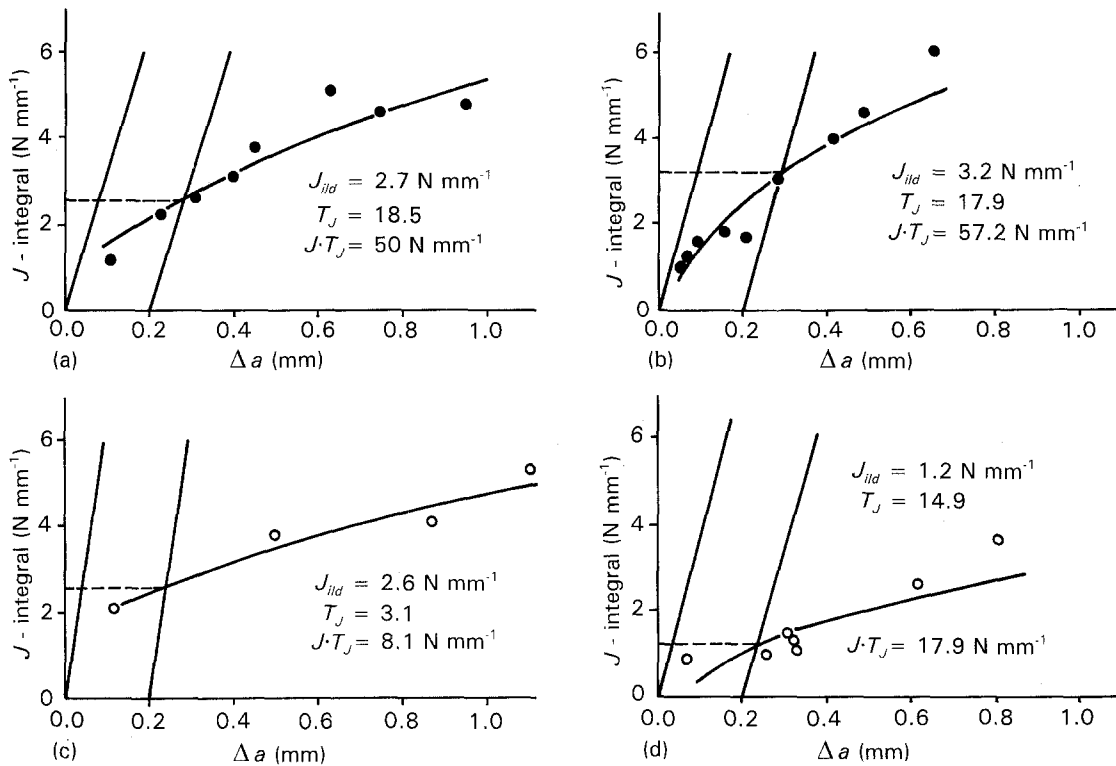 J - integral (N mm⁻¹)
6
4
2
0
J_ild = 2.7 N mm⁻¹
T_J = 18.5
J·T_J = 50 N mm⁻¹
0.0 0.2 0.4 0.6 0.8 1.0
(a) Δ a (mm)
J - integral (N mm⁻¹)
6
4
2
0
J_ild = 3.2 N mm⁻¹
T_J = 17.9
J·T_J = 57.2 N mm⁻¹
0.0 0.2 0.4 0.6 0.8 1.0
(b) Δ a (mm)
J - integral (N mm⁻¹)
6
4
2
0
J_ild = 2.6 N mm⁻¹
T_J = 3.1
J·T_J = 8.1 N mm⁻¹
0.0 0.2 0.4 0.6 0.8 1.0
(c) Δ a (mm)
J - integral (N mm⁻¹)
6
4
2
0
J_ild = 1.2 N mm⁻¹
T_J = 14.9
J·T_J = 17.9 N mm⁻¹
0.0 0.2 0.4 0.6 0.8 1.0
(d) Δ a (mm)